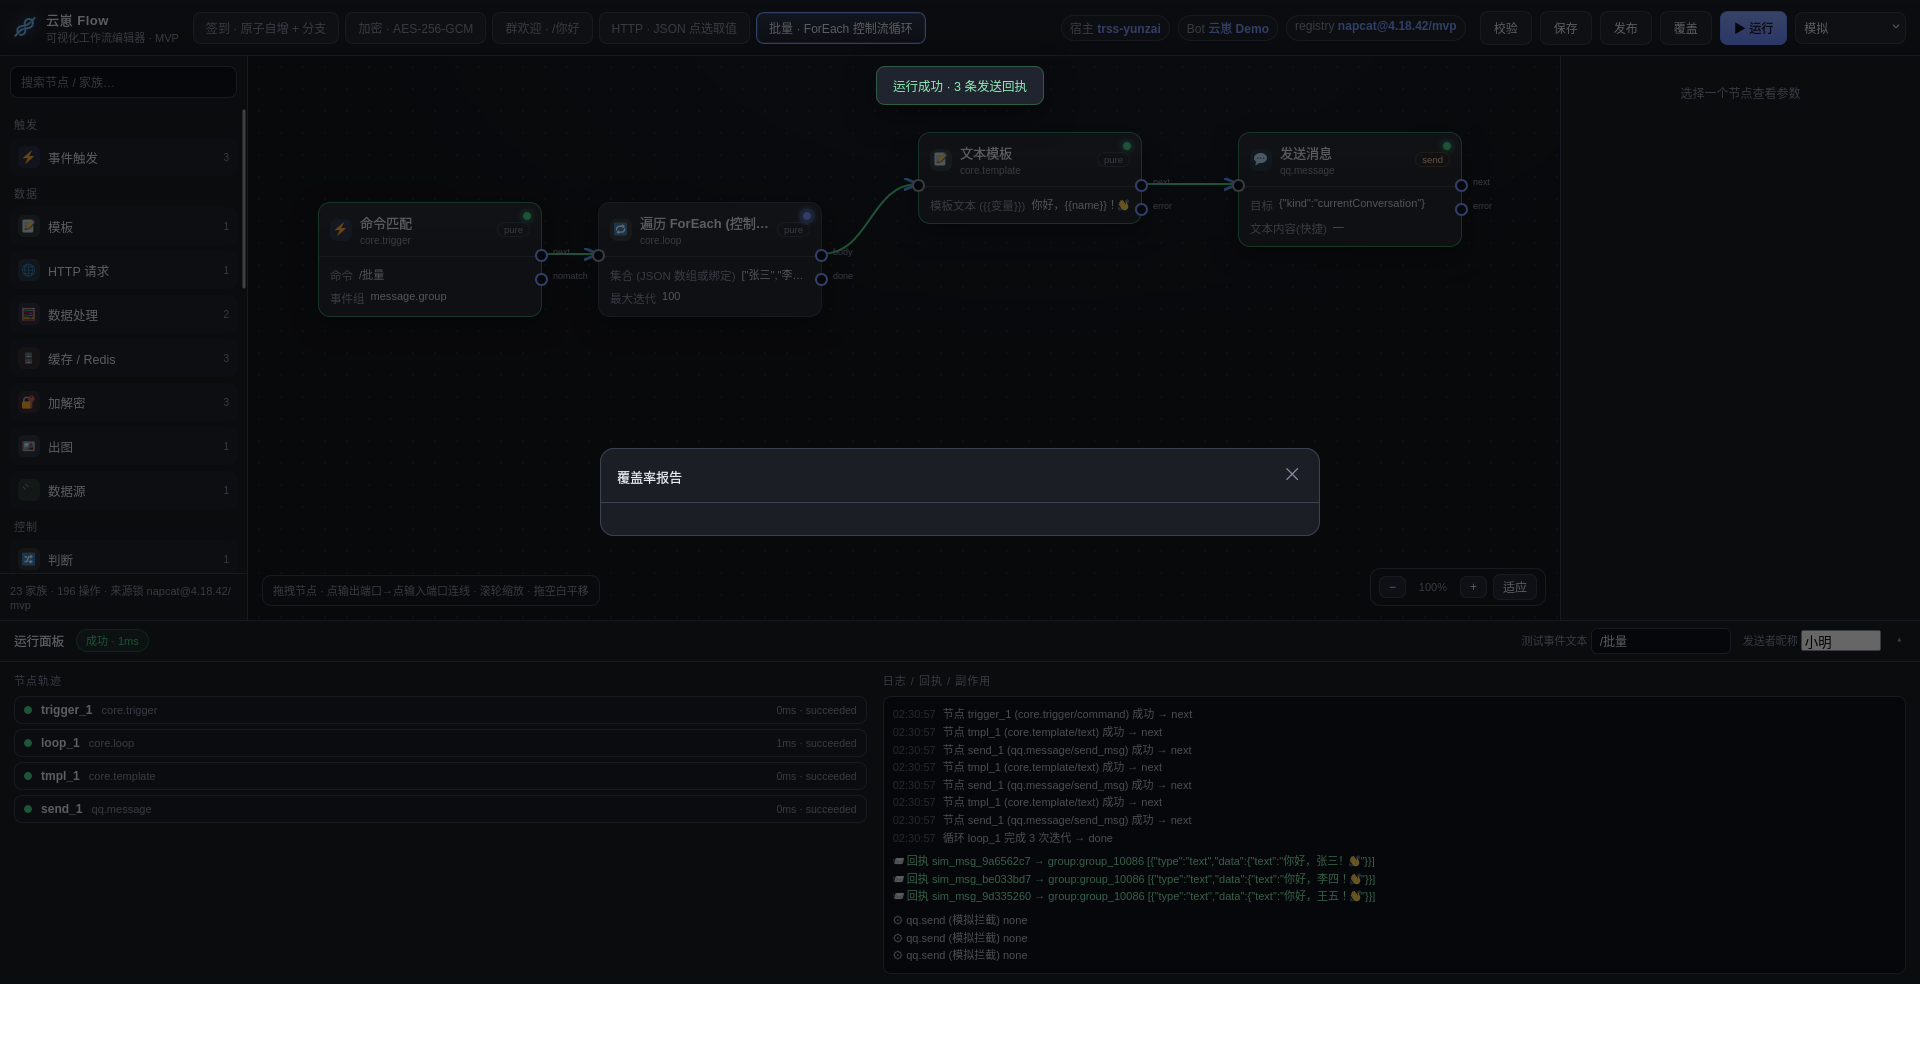 云崽 Flow
可视化工作流编辑器 · MVP
签到 · 原子自增 + 分支
加密 · AES-256-GCM
群欢迎 · /你好
HTTP · JSON 点选取值
批量 · ForEach 控制流循环
宿主 trss-yunzai
Bot 云崽 Demo
registry napcat@4.18.42/mvp
校验
保存
发布
覆盖
▶ 运行
模拟
搜索节点 / 家族…
触发
事件触发 3
数据
模板 1
HTTP 请求 1
数据处理 2
缓存 / Redis 3
加解密 1
出图 1
数据源 1
控制
判断 1
23 家族 · 196 操作 · 来源锁 napcat@4.18.42/
mvp
运行成功 · 3 条发送回执
选择一个节点查看参数
命令匹配
core.trigger
pure
next
nomatch
命令 /批量
事件组 message.group
遍历 ForEach (控制…
core.loop
pure
body
done
集合 (JSON 数组或绑定) ["张三","李…
最大迭代 100
文本模板
core.template
pure
next
error
模板文本 ({{变量}}) 你好，{{name}}！👋
发送消息
qq.message
send
next
error
目标 {"kind":"currentConversation"}
文本内容(快捷) —
覆盖率报告
拖拽节点 · 点输出端口→点输入端口连线 · 滚轮缩放 · 拖空白平移
− 100% + 适应
运行面板
成功 · 1ms
测试事件文本 /批量
发送者昵称 小明
节点轨迹
trigger_1 core.trigger 0ms · succeeded
loop_1 core.loop 1ms · succeeded
tmpl_1 core.template 0ms · succeeded
send_1 qq.message 0ms · succeeded
日志 / 回执 / 副作用
02:30:57 节点 trigger_1 (core.trigger/command) 成功 → next
02:30:57 节点 tmpl_1 (core.template/text) 成功 → next
02:30:57 节点 send_1 (qq.message/send_msg) 成功 → next
02:30:57 节点 tmpl_1 (core.template/text) 成功 → next
02:30:57 节点 send_1 (qq.message/send_msg) 成功 → next
02:30:57 节点 tmpl_1 (core.template/text) 成功 → next
02:30:57 节点 send_1 (qq.message/send_msg) 成功 → next
02:30:57 循环 loop_1 完成 3 次迭代 → done
📨 回执 sim_msg_9a6562c7 → group:group_10086 [{"type":"text","data":{"text":"你好，张三！👋"}}]
📨 回执 sim_msg_be033bd7 → group:group_10086 [{"type":"text","data":{"text":"你好，李四！👋"}}]
📨 回执 sim_msg_9d335260 → group:group_10086 [{"type":"text","data":{"text":"你好，王五！👋"}}]
⊙ qq.send (模拟拦截) none
⊙ qq.send (模拟拦截) none
⊙ qq.send (模拟拦截) none